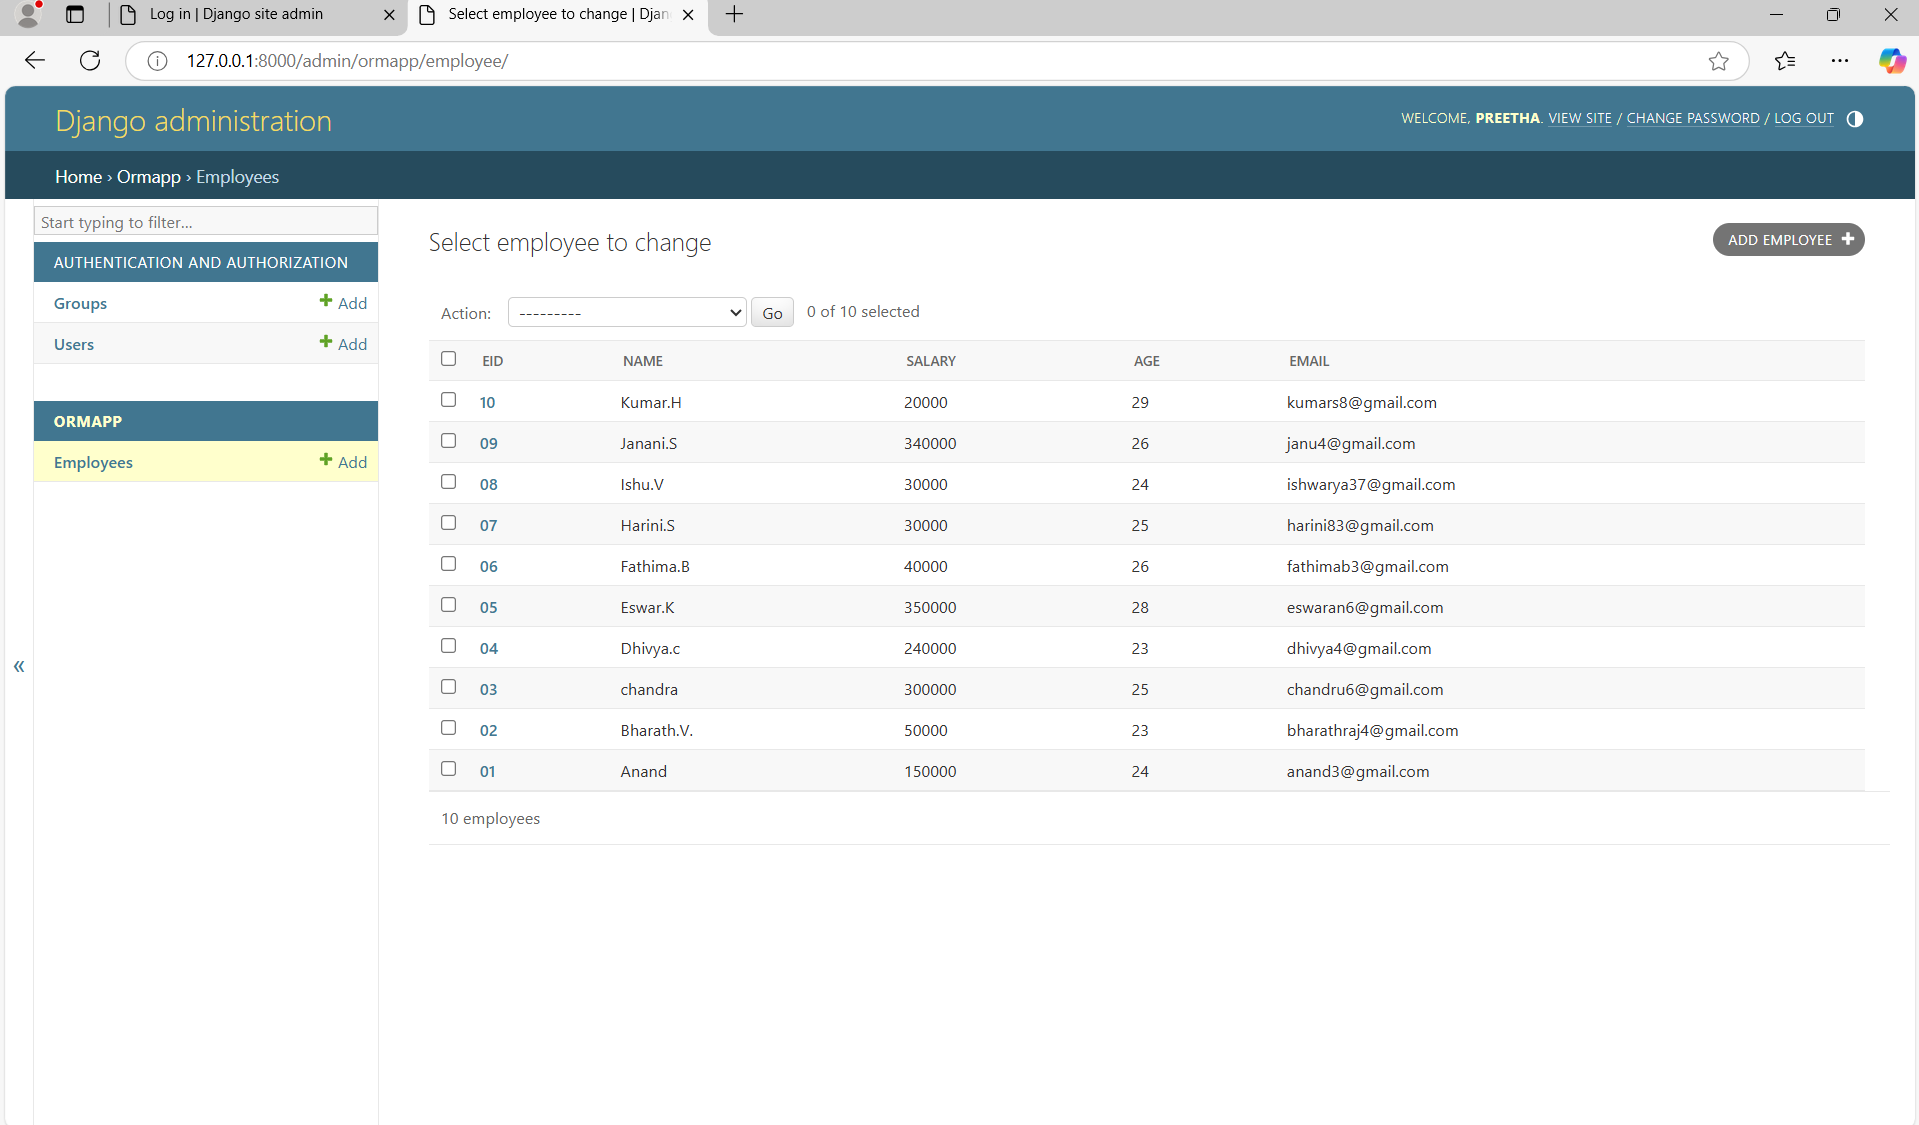 Log in | Django site admin
Select employee to change | Djan
127.0.0.1:8000/admin/ormapp/employee/
Django administration
WELCOME, PREETHA. VIEW SITE / CHANGE PASSWORD / LOG OUT
Home › Ormapp › Employees
Start typing to filter...
AUTHENTICATION AND AUTHORIZATION
Groups + Add
Users + Add
ORMAPP
Employees + Add
«
Select employee to change
ADD EMPLOYEE +
Action: --------- Go 0 of 10 selected
EID NAME SALARY AGE EMAIL
10 Kumar.H 20000 29 kumars8@gmail.com
09 Janani.S 340000 26 janu4@gmail.com
08 Ishu.V 30000 24 ishwarya37@gmail.com
07 Harini.S 30000 25 harini83@gmail.com
06 Fathima.B 40000 26 fathimab3@gmail.com
05 Eswar.K 350000 28 eswaran6@gmail.com
04 Dhivya.c 240000 23 dhivya4@gmail.com
03 chandra 300000 25 chandru6@gmail.com
02 Bharath.V. 50000 23 bharathraj4@gmail.com
01 Anand 150000 24 anand3@gmail.com
10 employees